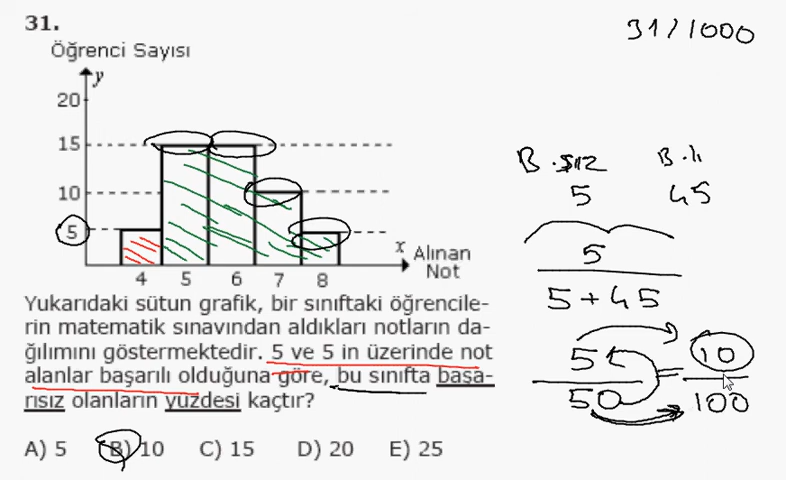 31.
31/1000
Öğrenci Sayısı
y
20
15
10
5
4 5 6 7 8
x
Alınan
Not
B.sız B.lı
5 45
5
5+45
5 10
50 = 100
Yukarıdaki sütun grafik, bir sınıftaki öğrencile-
rin matematik sınavından aldıkları notların da-
ğılımını göstermektedir. 5 ve 5 in üzerinde not
alanlar başarılı olduğuna göre, bu sınıfta başa-
rısız olanların yüzdesi kaçtır?
A) 5 B) 10 C) 15 D) 20 E) 25